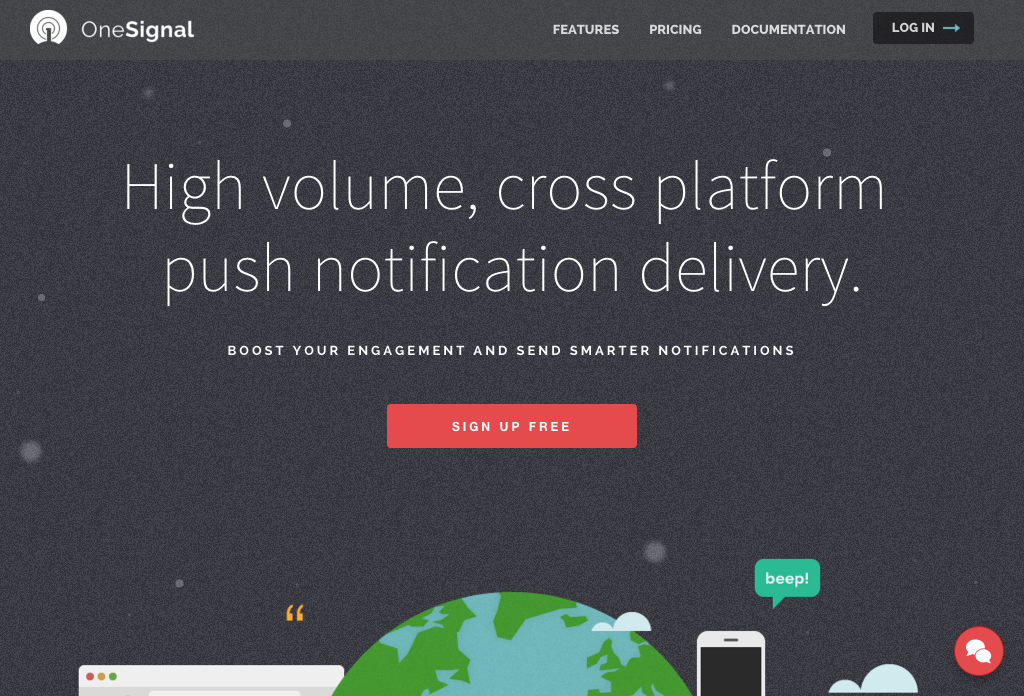 OneSignal
FEATURES PRICING DOCUMENTATION LOG IN
High volume, cross platform
push notification delivery.
BOOST YOUR ENGAGEMENT AND SEND SMARTER NOTIFICATIONS
SIGN UP FREE
beep!
“